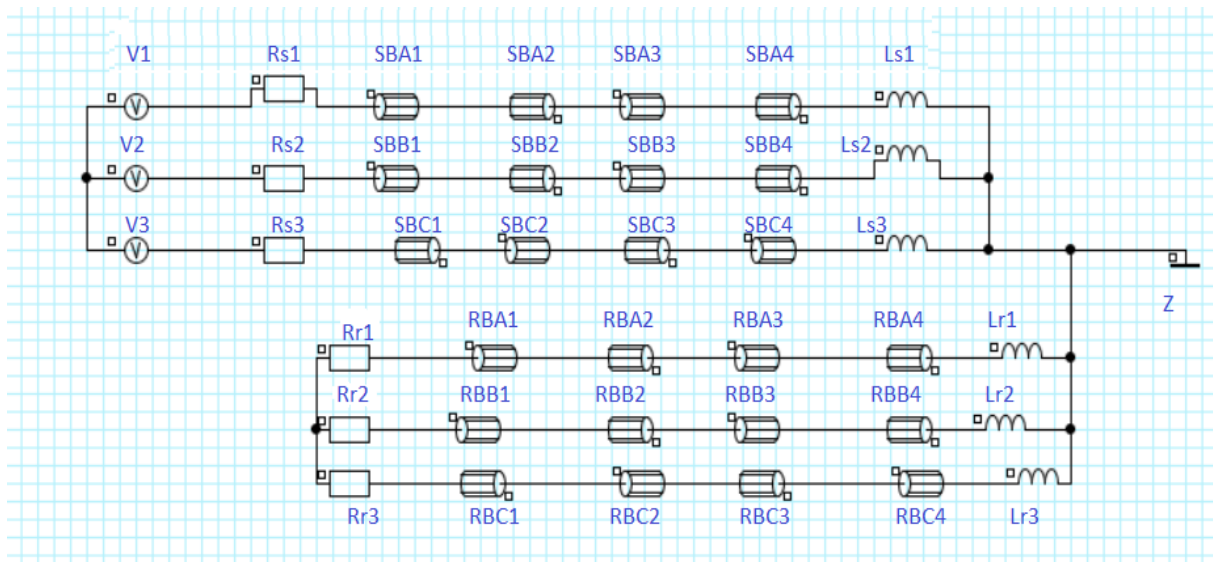 V1 Rs1 SBA1 SBA2 SBA3 SBA4 Ls1
V
V2 Rs2 SBB1 SBB2 SBB3 SBB4 Ls2
V
V3 Rs3 SBC1 SBC2 SBC3 SBC4 Ls3
V
Z
Rr1 RBA1 RBA2 RBA3 RBA4 Lr1
Rr2 RBB1 RBB2 RBB3 RBB4 Lr2
Rr3 RBC1 RBC2 RBC3 RBC4 Lr3